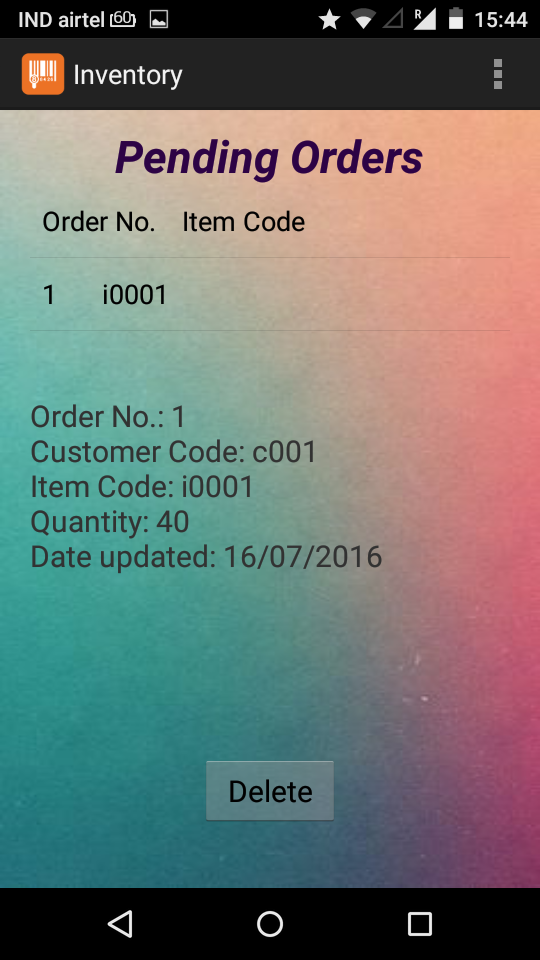 IND airtel 60 R 15:44
Inventory
Pending Orders
Order No. Item Code
1 i0001
Order No.: 1
Customer Code: c001
Item Code: i0001
Quantity: 40
Date updated: 16/07/2016
Delete